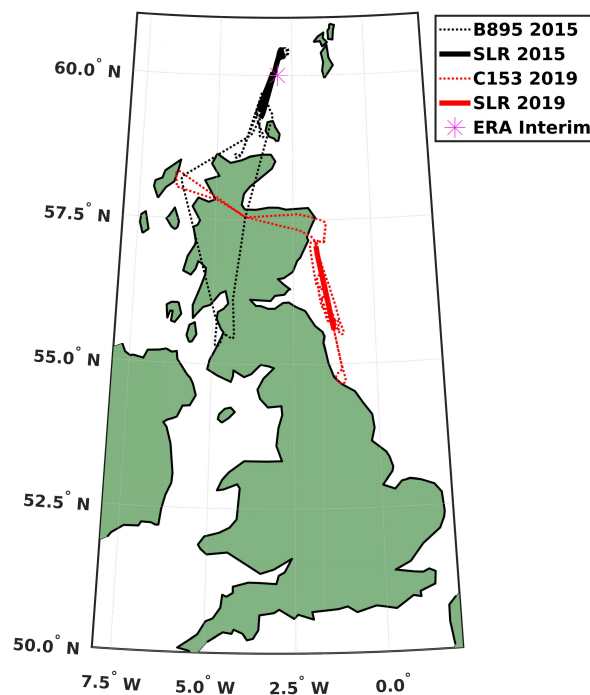 B895 2015
SLR 2015
C153 2019
SLR 2019
ERA Interim
60.0° N
57.5° N
55.0° N
52.5° N
50.0° N
7.5° W
5.0° W
2.5° W
0.0°